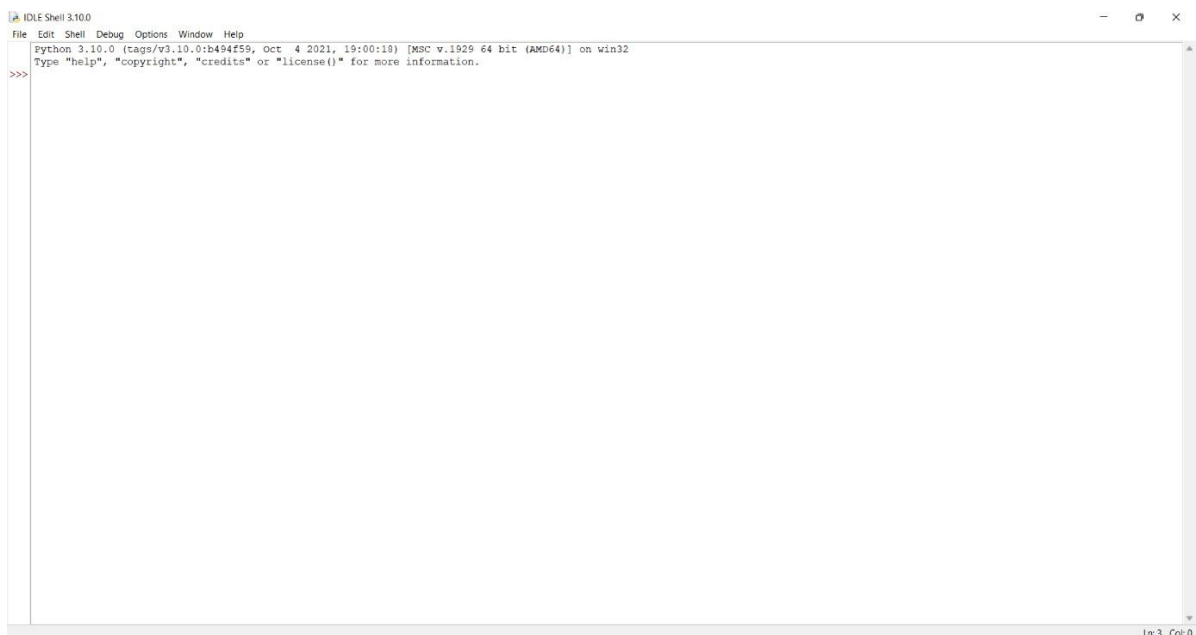 IDLE Shell 3.10.0
File Edit Shell Debug Options Window Help
Python 3.10.0 (tags/v3.10.0:b494f59, Oct  4 2021, 19:00:18) [MSC v.1929 64 bit (AMD64)] on win32
Type "help", "copyright", "credits" or "license()" for more information.
>>>
Ln: 3 Col: 0